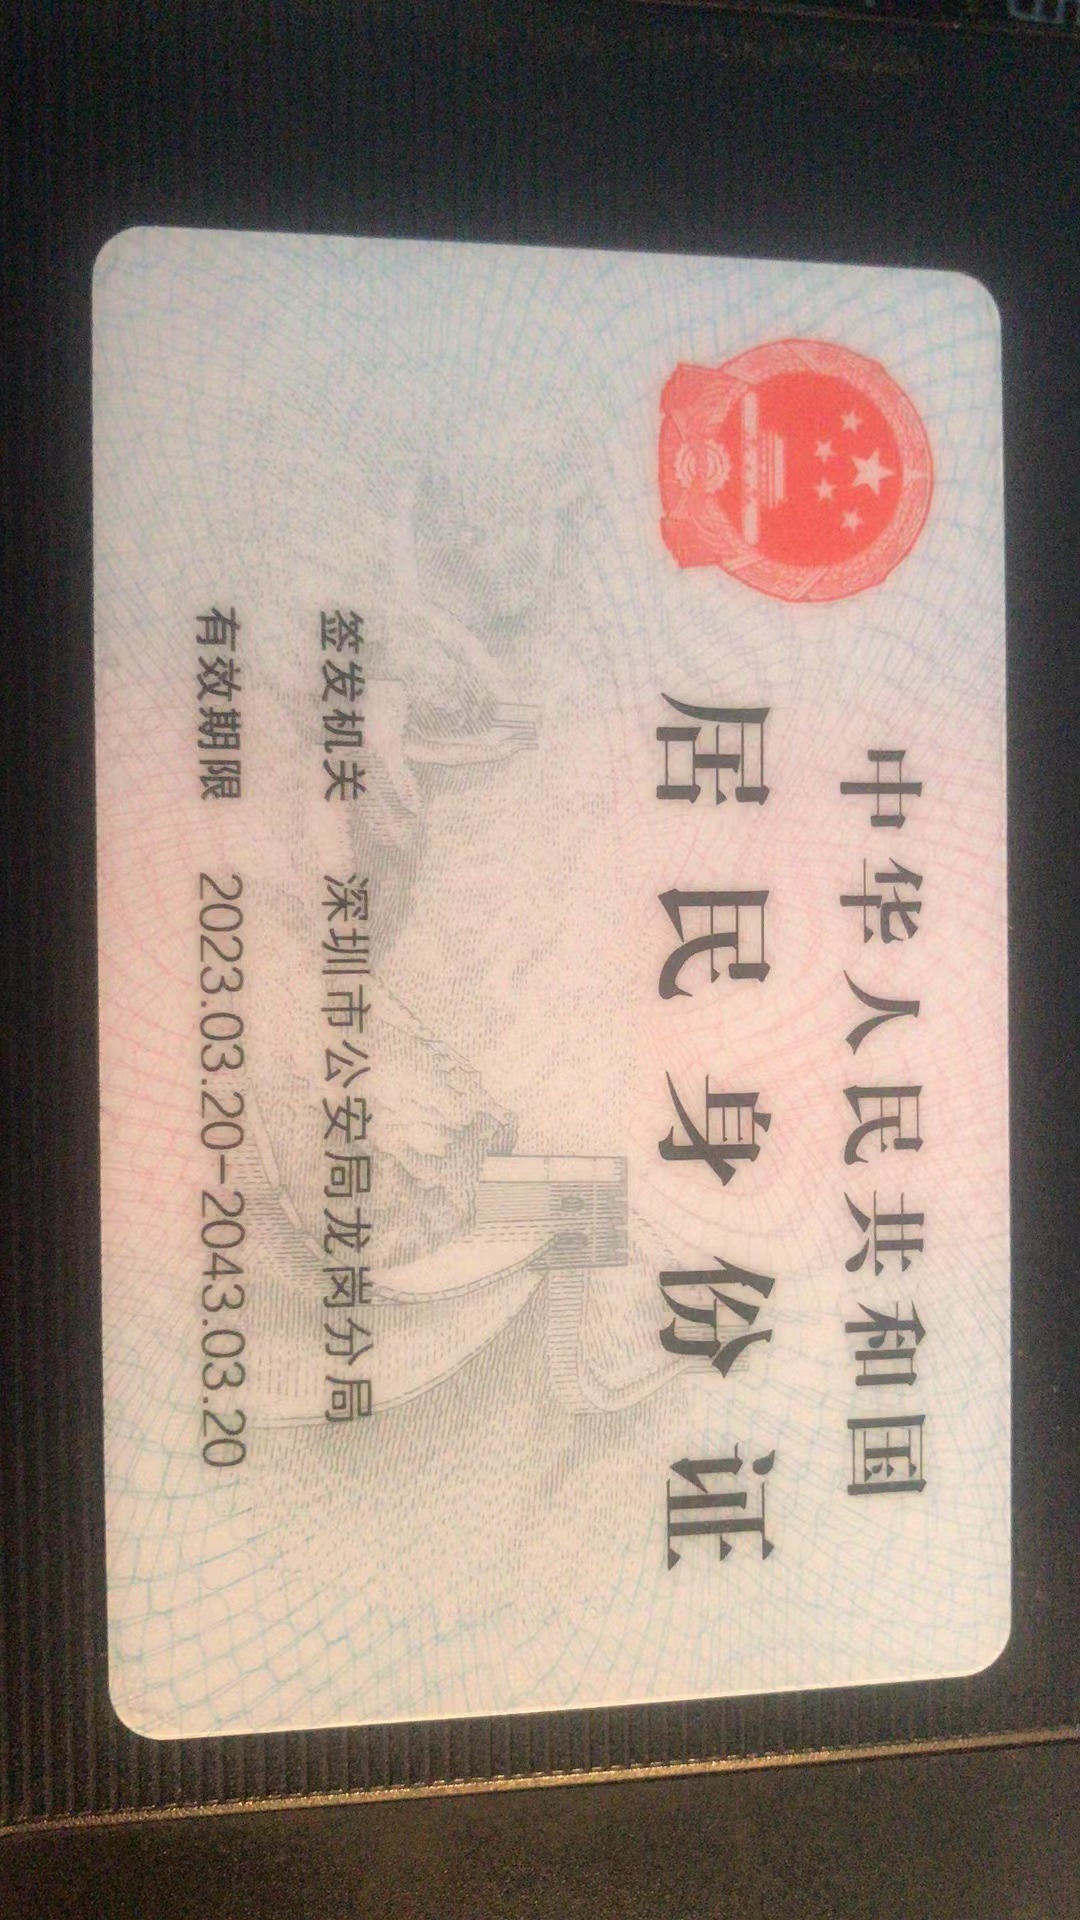 中华人民共和国
居民身份证
签发机关 深圳市公安局龙岗分局
有效期限 2023.03.20-2043.03.20